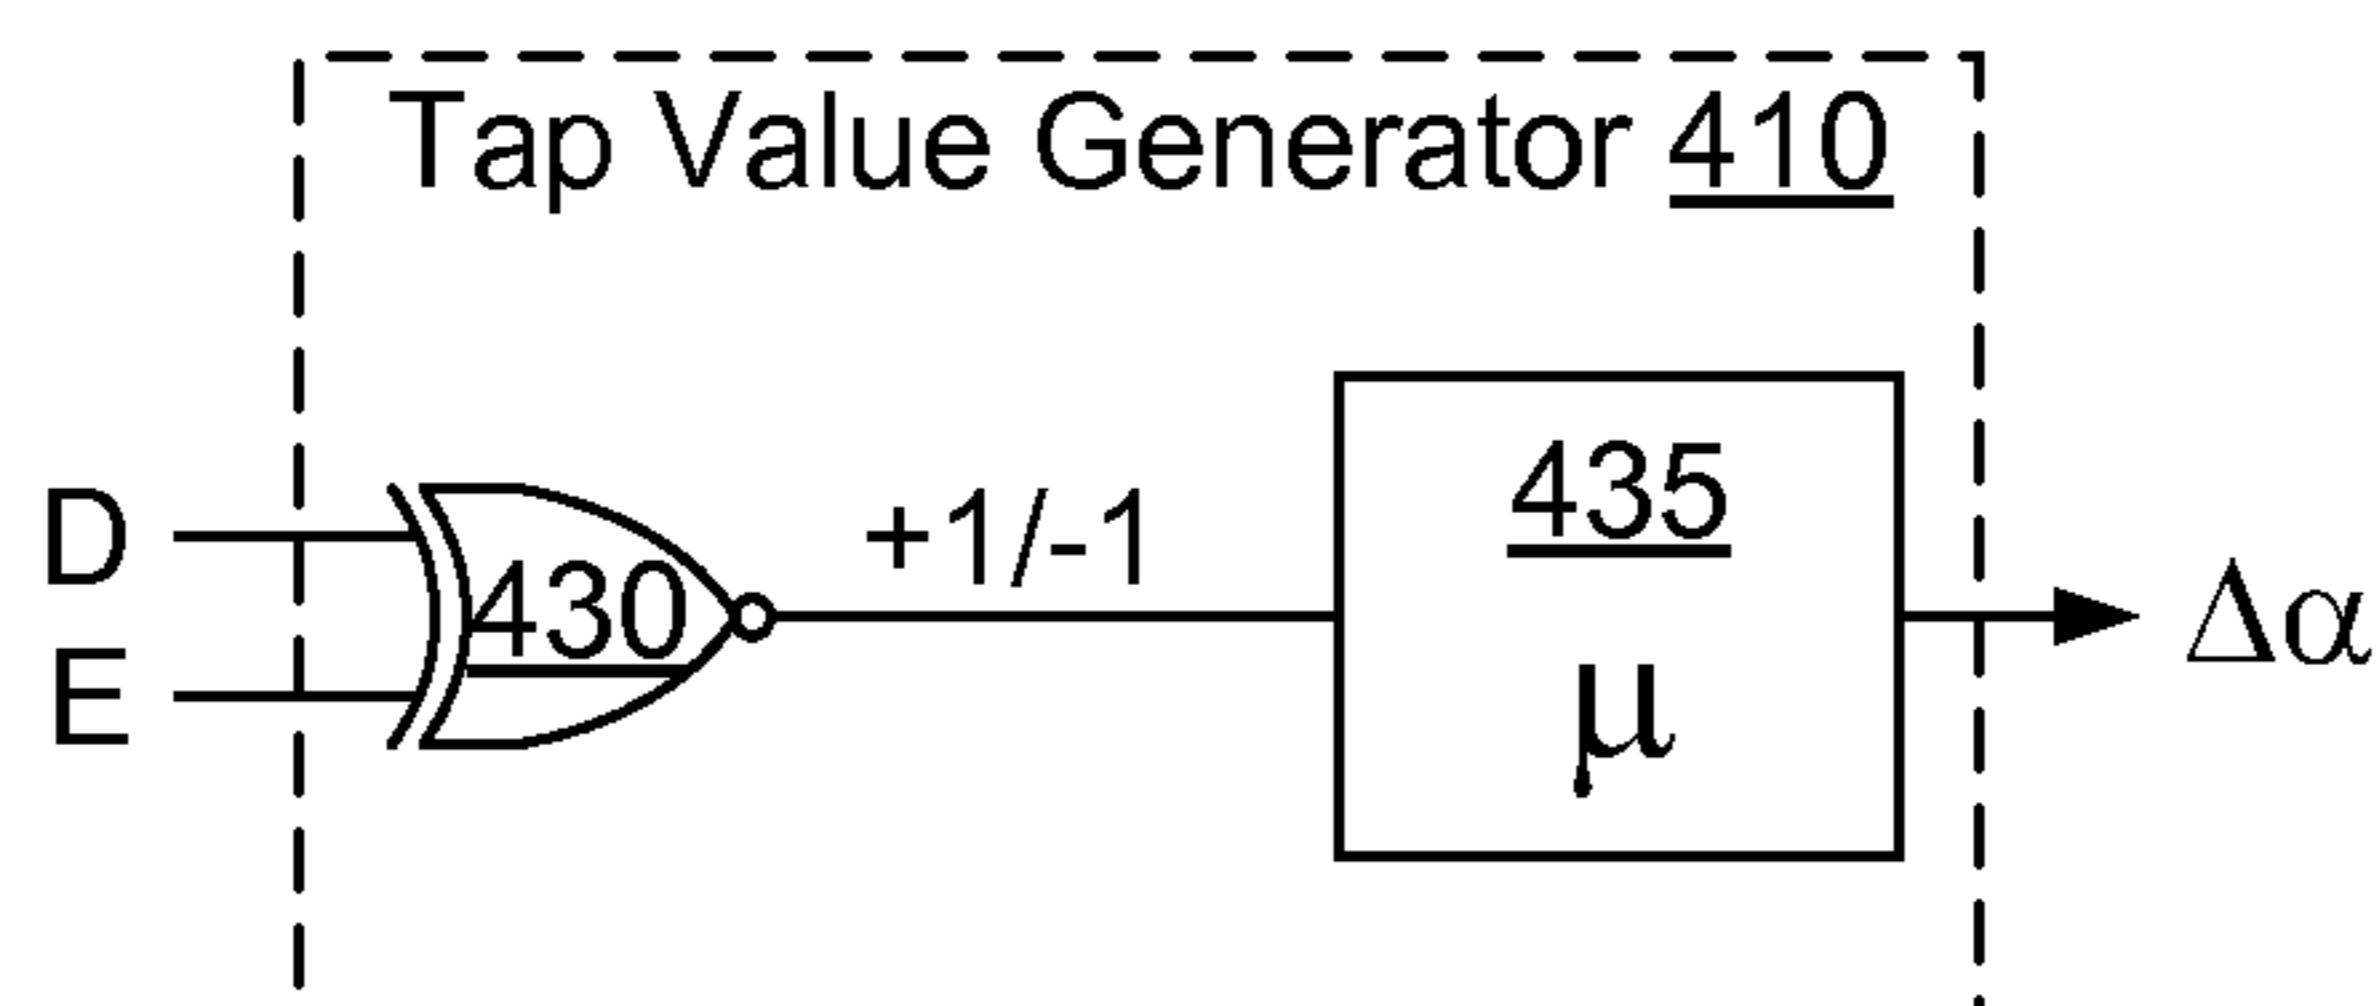 Tap Value Generator 410
D
E
430
+1/-1
435
μ
Δα